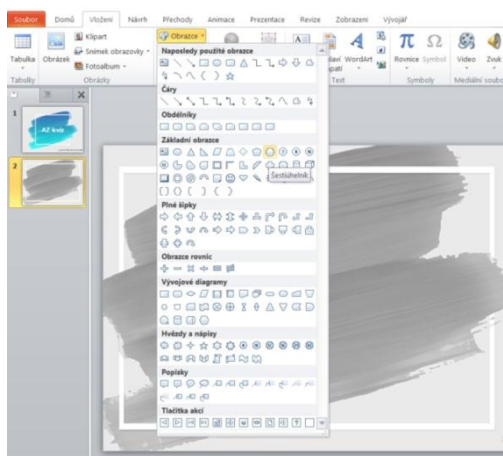 Soubor Domů Vložení Návrh Přechody Animace Prezentace Revize Zobrazení Vývojář
Tabulka
Tabulky
Obrázek
Klipart
Snímek obrazovky
Fotoalbum
Obrázky
Obrazce
WordArt
Text
Rovnice Symbol
Symboly
Video Zvuk
Naposledy použité obrazce
Čáry
Obdélníky
Základní obrazce
Šestiúhelník
Plné šipky
Obrazce rovnic
Vývojové diagramy
Hvězdy a nápisy
Popisky
Tlačítka akcí
1
AZ kvíz
2